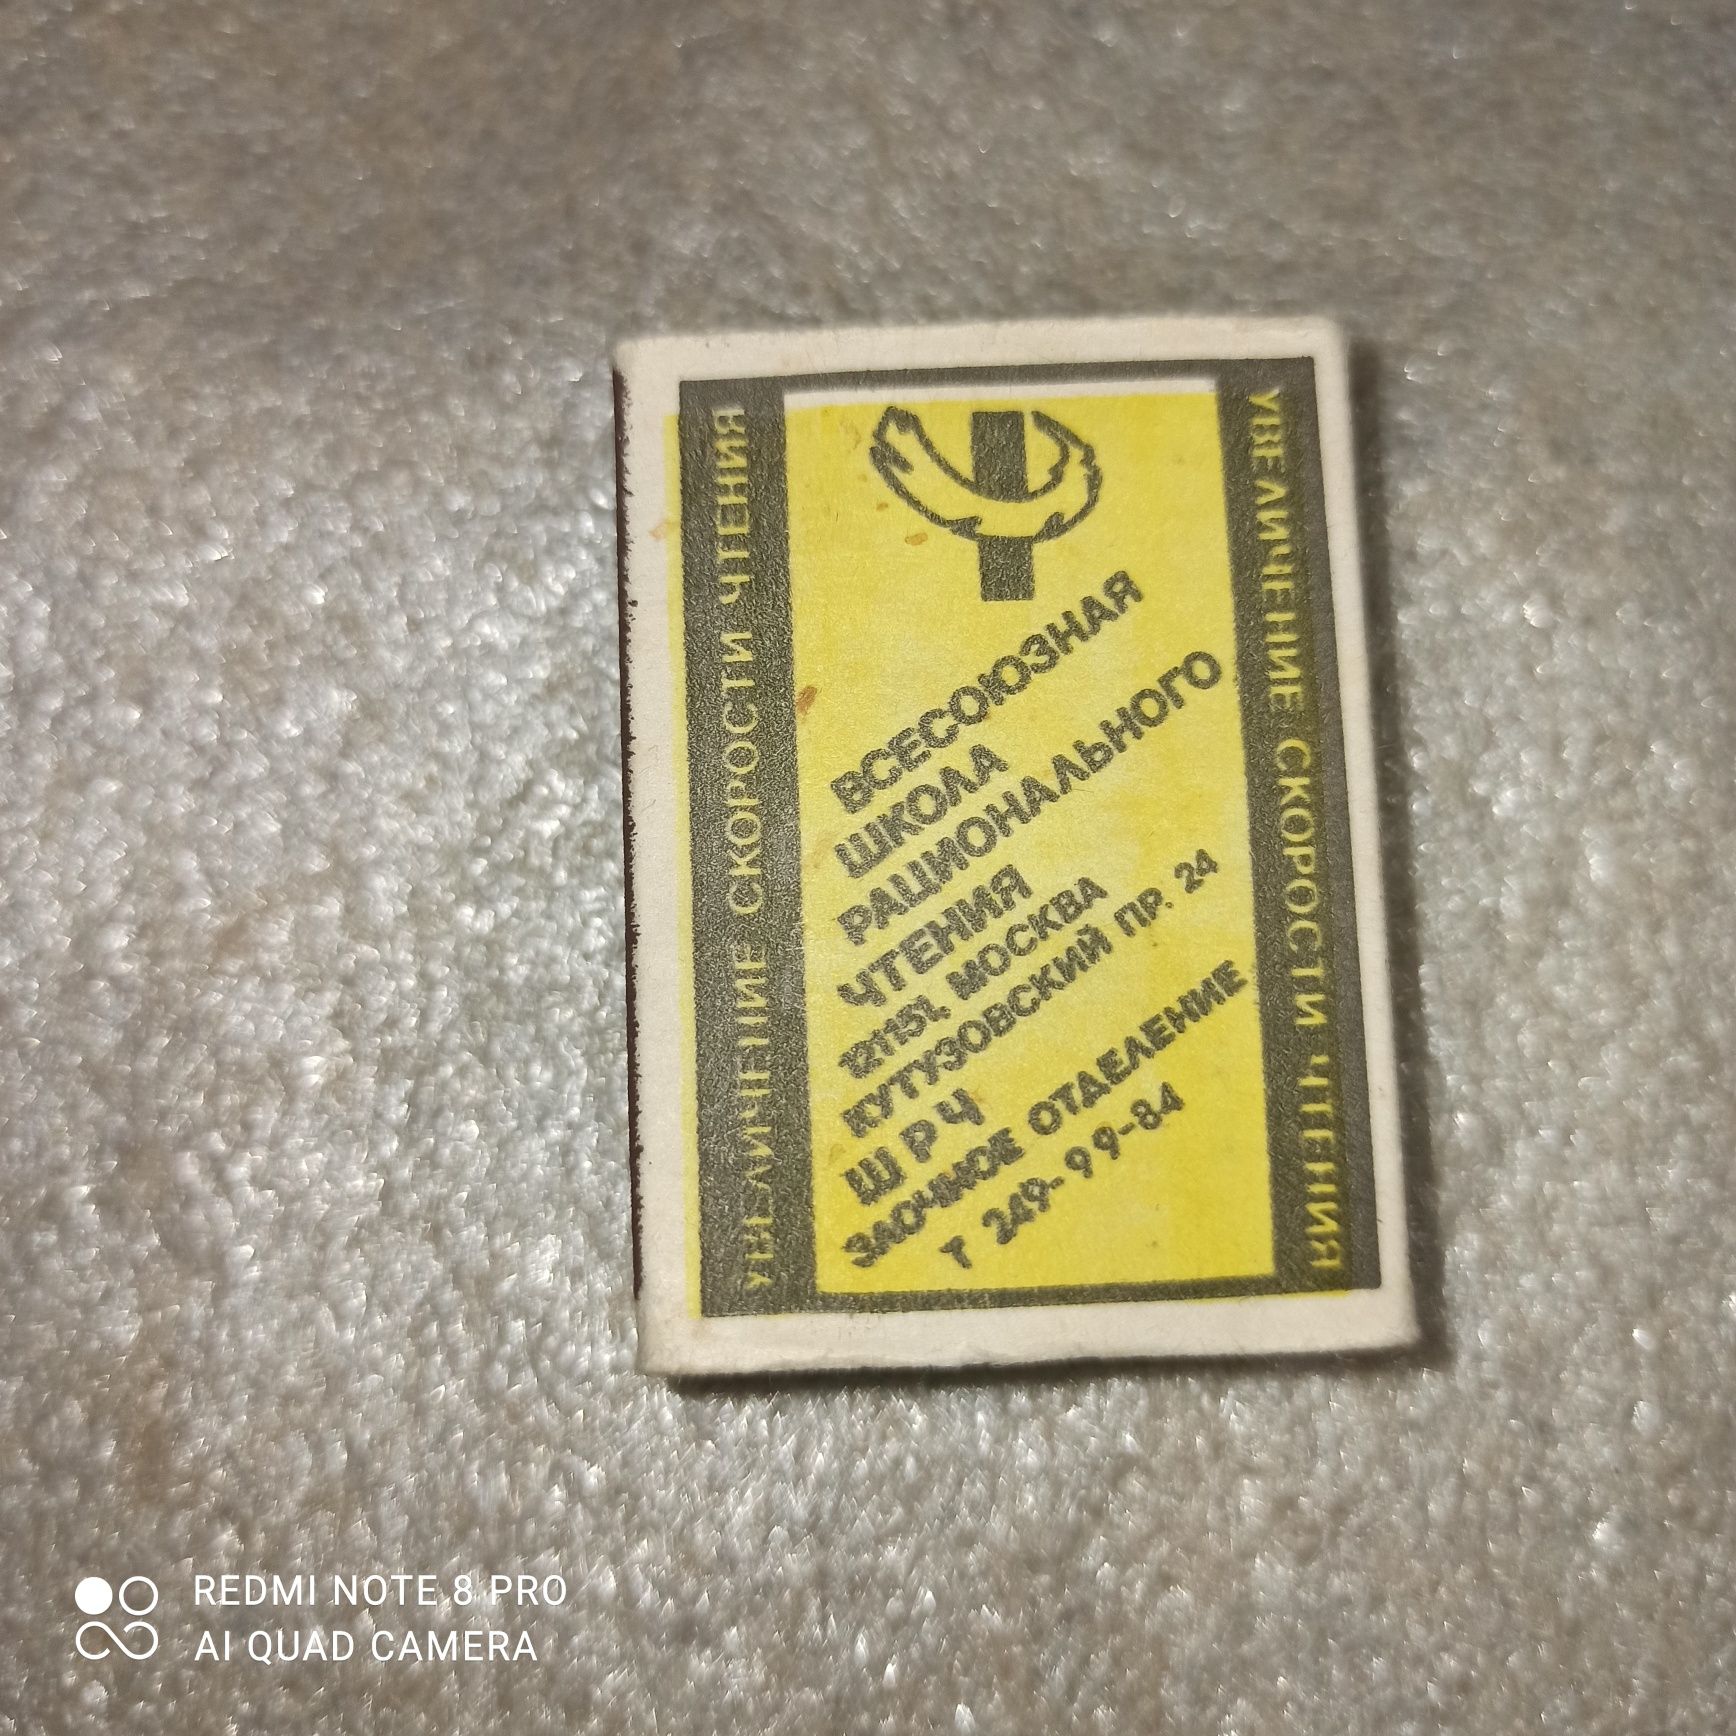 УВЕЛИЧЕНИЕ СКОРОСТИ ЧТЕНИЯ
ВСЕСОЮЗНАЯ
ШКОЛА
РАЦИОНАЛЬНОГО
ЧТЕНИЯ
121151, МОСКВА
КУТУЗОВСКИЙ ПР. 24
Ш Р Ч
ЗАОЧНОЕ ОТДЕЛЕНИЕ
Т 249-99-84
УВЕЛИЧЕНИЕ СКОРОСТИ ЧТЕНИЯ
REDMI NOTE 8 PRO
AI QUAD CAMERA